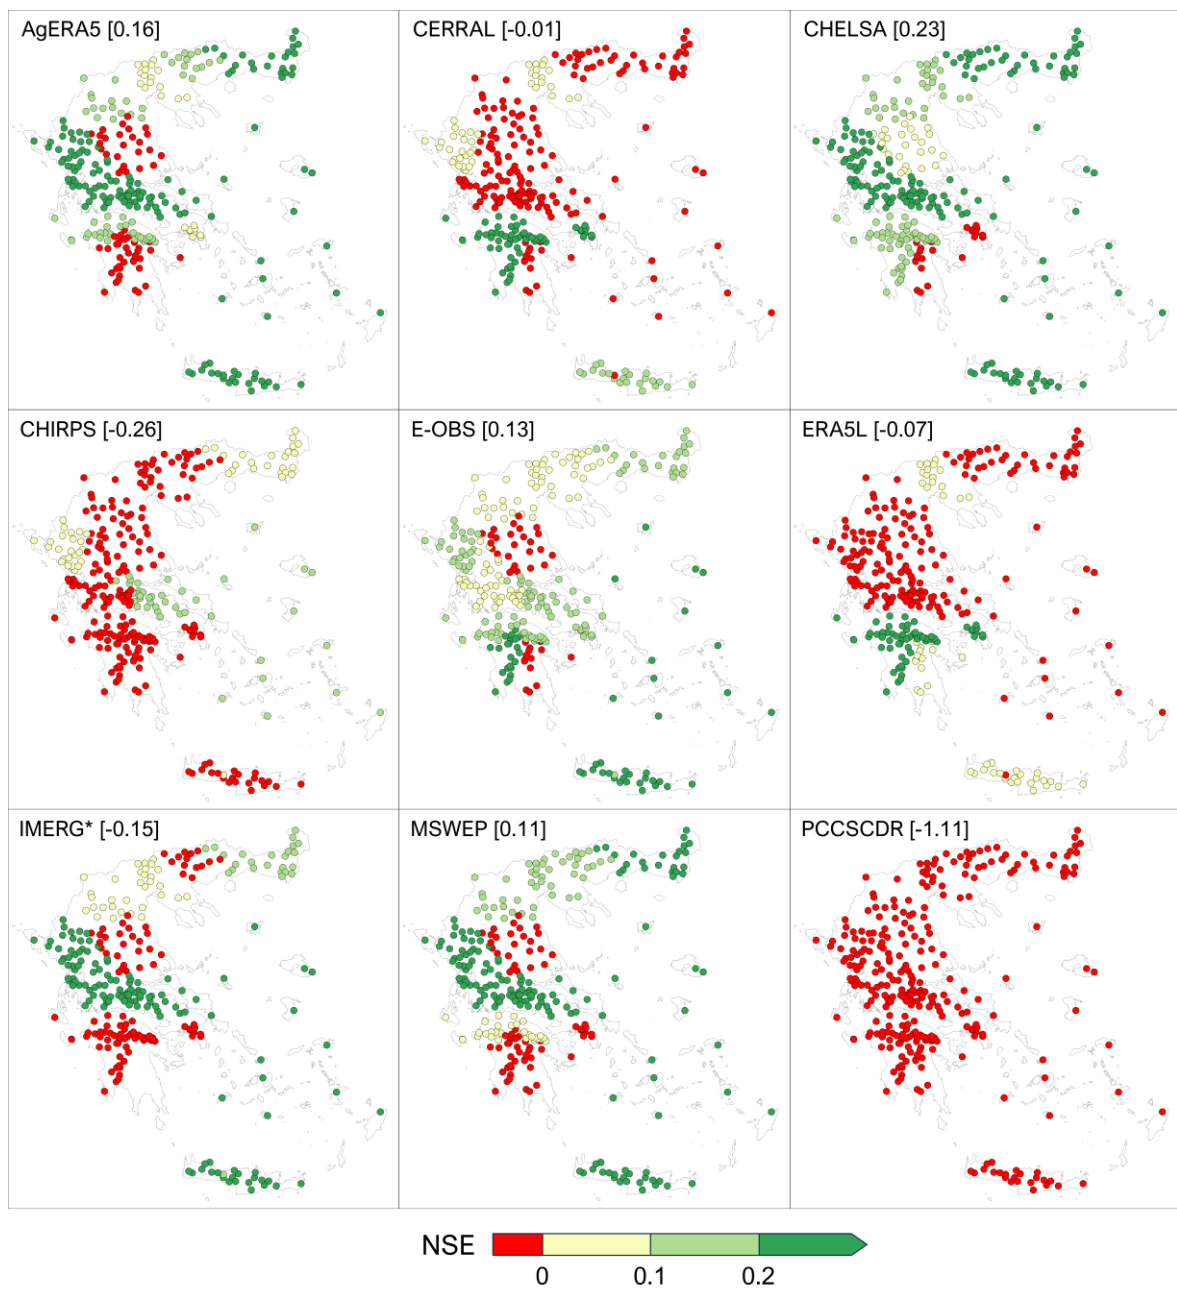 AgERA5 [0.16]
CERRAL [-0.01]
CHELSA [0.23]
CHIRPS [-0.26]
E-OBS [0.13]
ERA5L [-0.07]
IMERG* [-0.15]
MSWEP [0.11]
PCCSCDR [-1.11]
NSE
0 0.1 0.2